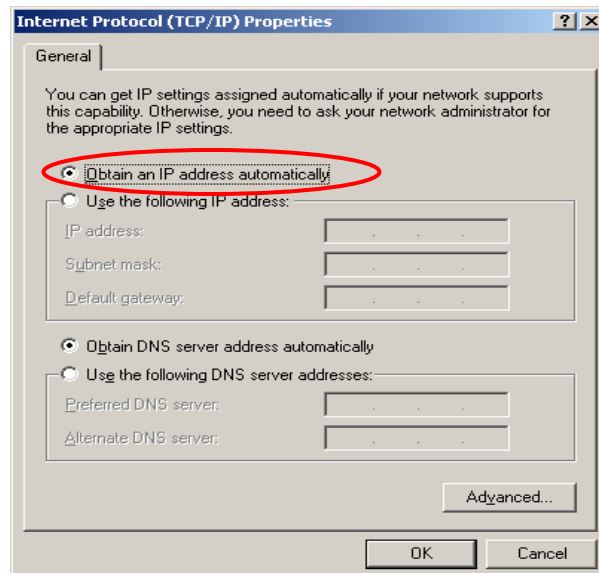 Internet Protocol (TCP/IP) Properties
General
You can get IP settings assigned automatically if your network supports
this capability. Otherwise, you need to ask your network administrator for
the appropriate IP settings.
Obtain an IP address automatically
Use the following IP address:
IP address:
Subnet mask:
Default gateway:
Obtain DNS server address automatically
Use the following DNS server addresses:
Preferred DNS server:
Alternate DNS server:
Advanced...
OK
Cancel